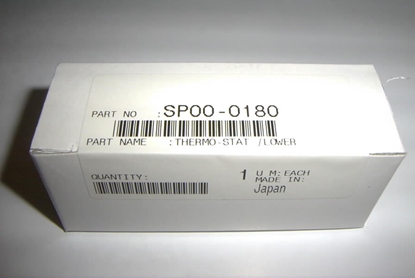 PART NO :SP00-0180
PART NAME :THERMO-STAT /LOWER
QUANTITY: 1 U M:EACH
MADE IN:
Japan